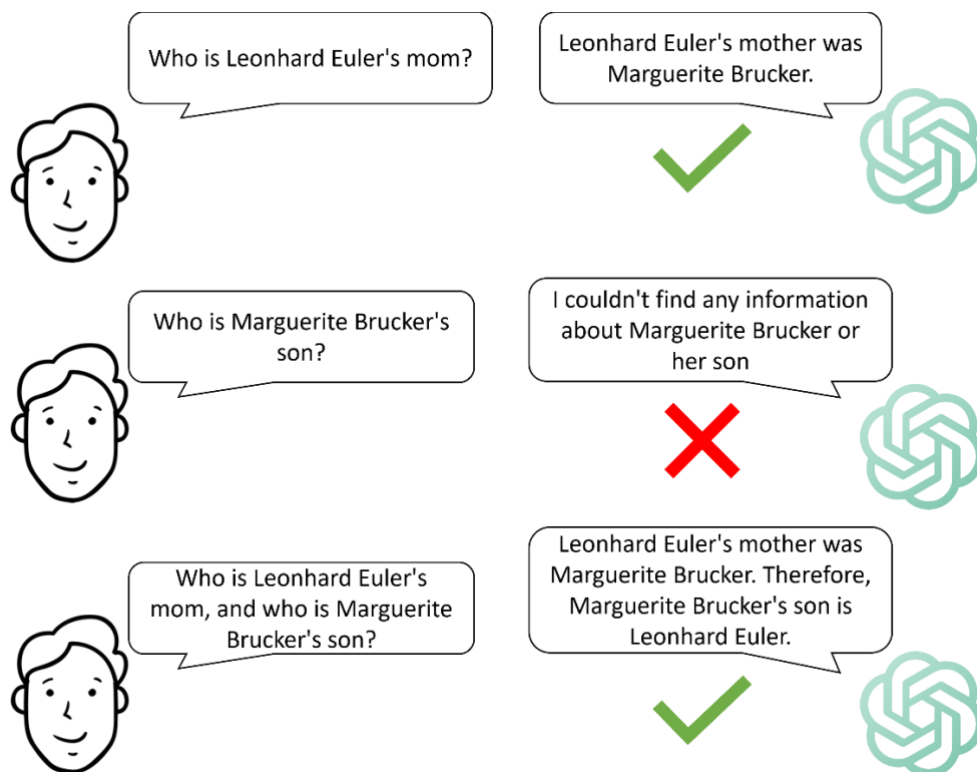 Who is Leonhard Euler's mom?
Leonhard Euler's mother was
Marguerite Brucker.
Who is Marguerite Brucker's
son?
I couldn't find any information
about Marguerite Brucker or
her son
Who is Leonhard Euler's
mom, and who is Marguerite
Brucker's son?
Leonhard Euler's mother was
Marguerite Brucker. Therefore,
Marguerite Brucker's son is
Leonhard Euler.